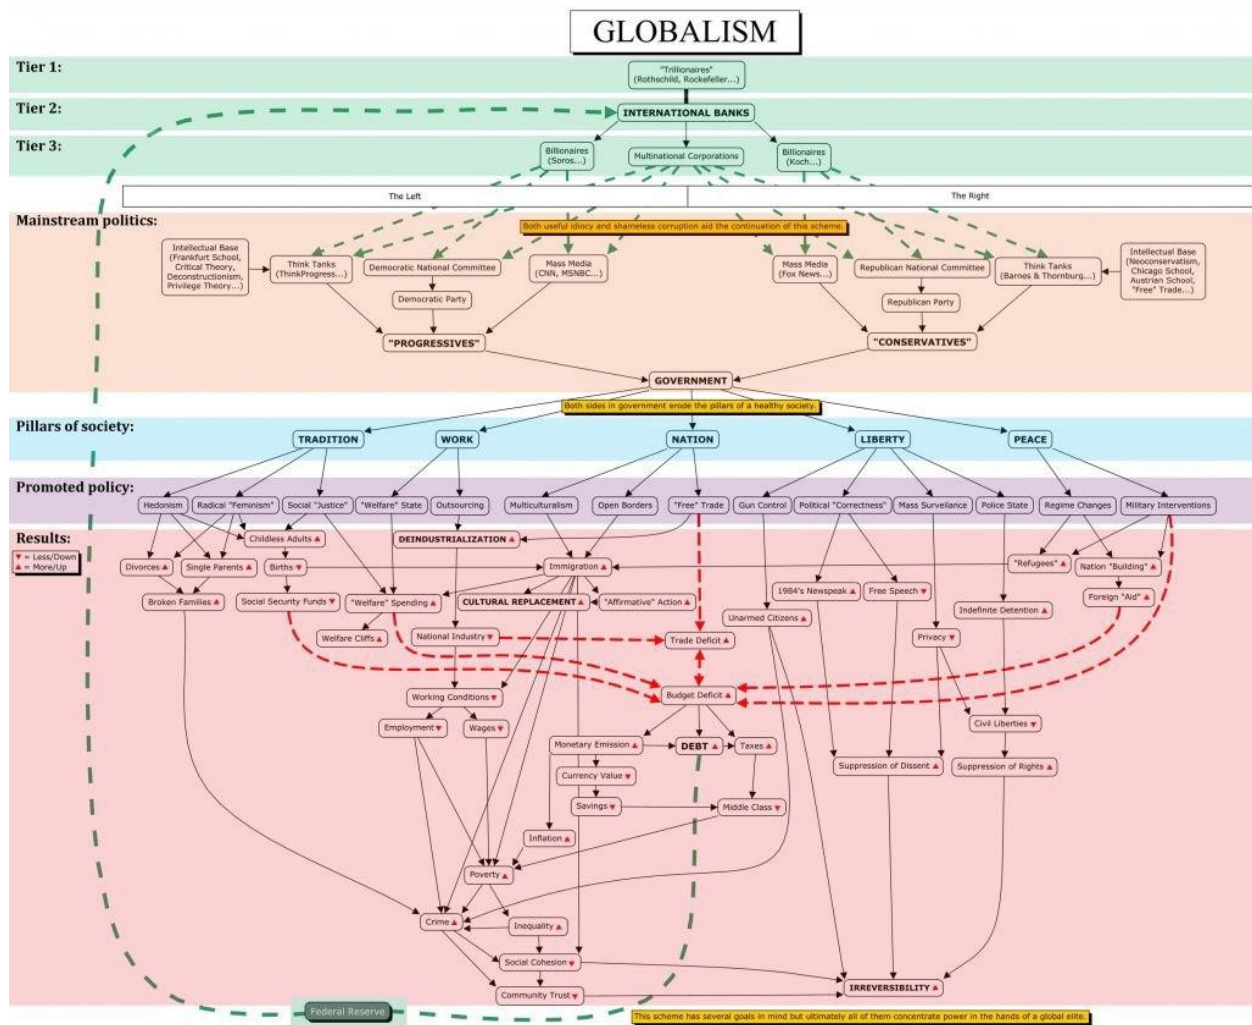 GLOBALISM
Tier 1:
"Trillionaires"
(Rothschild, Rockefeller...)
Tier 2:
INTERNATIONAL BANKS
Tier 3:
Billionaires
(Soros...)
Multinational Corporations
Billionaires
(Koch...)
The Left
The Right
Mainstream politics:
Both useful idiocy and shameless corruption aid the continuation of this scheme.
Intellectual Base
(Frankfurt School,
Critical Theory,
Deconstructionism,
Privilege Theory...)
Think Tanks
(ThinkProgress...)
Democratic National Committee
Mass Media
(CNN, MSNBC...)
Mass Media
(Fox News...)
Republican National Committee
Think Tanks
(Barnes & Thornburg...)
Intellectual Base
(Neoconservatism,
Chicago School,
Austrian School,
"Free" Trade...)
Democratic Party
Republican Party
"PROGRESSIVES"
"CONSERVATIVES"
GOVERNMENT
Both sides in government erode the pillars of a healthy society.
Pillars of society:
TRADITION
WORK
NATION
LIBERTY
PEACE
Promoted policy:
Hedonism
Radical "Feminism"
Social "Justice"
"Welfare" State
Outsourcing
Multiculturalism
Open Borders
"Free" Trade
Gun Control
Political "Correctness"
Mass Surveillance
Police State
Regime Changes
Military Interventions
Results:
▼ = Less/Down
▲ = More/Up
Childless Adults ▲
DEINDUSTRIALIZATION ▲
Divorces ▲
Single Parents ▲
Births ▼
Immigration ▲
"Refugees" ▲
Nation "Building" ▲
Broken Families ▲
Social Security Funds ▼
"Welfare" Spending ▲
CULTURAL REPLACEMENT ▲
"Affirmative" Action ▲
1984's Newspeak ▲
Free Speech ▼
Foreign "Aid" ▲
Unarmed Citizens ▲
Indefinite Detention ▲
Welfare Cliffs ▲
National Industry ▼
Trade Deficit ▲
Privacy ▼
Working Conditions ▼
Budget Deficit ▲
Employment ▼
Wages ▼
Civil Liberties ▼
Monetary Emission ▲
DEBT ▲
Taxes ▲
Currency Value ▼
Suppression of Dissent ▲
Suppression of Rights ▲
Savings ▼
Middle Class ▼
Inflation ▲
Poverty ▲
Crime ▲
Inequality ▲
Social Cohesion ▼
Community Trust ▼
IRREVERSIBILITY ▲
Federal Reserve
This scheme has several goals in mind but ultimately all of them concentrate power in the hands of a global elite.